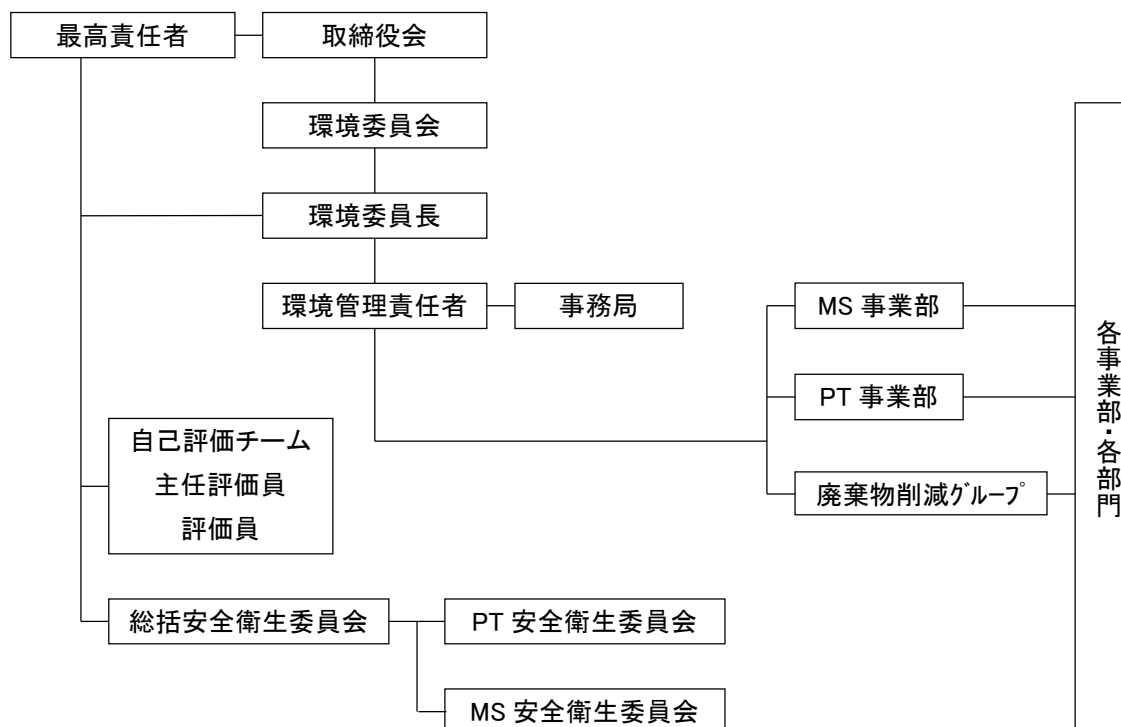 最高責任者
取締役会
環境委員会
環境委員長
環境管理責任者
事務局
MS 事業部
PT 事業部
廃棄物削減ｸﾞﾙｰﾌﾟ
各事業部・各部門
自己評価チーム
主任評価員
評価員
総括安全衛生委員会
PT 安全衛生委員会
MS 安全衛生委員会